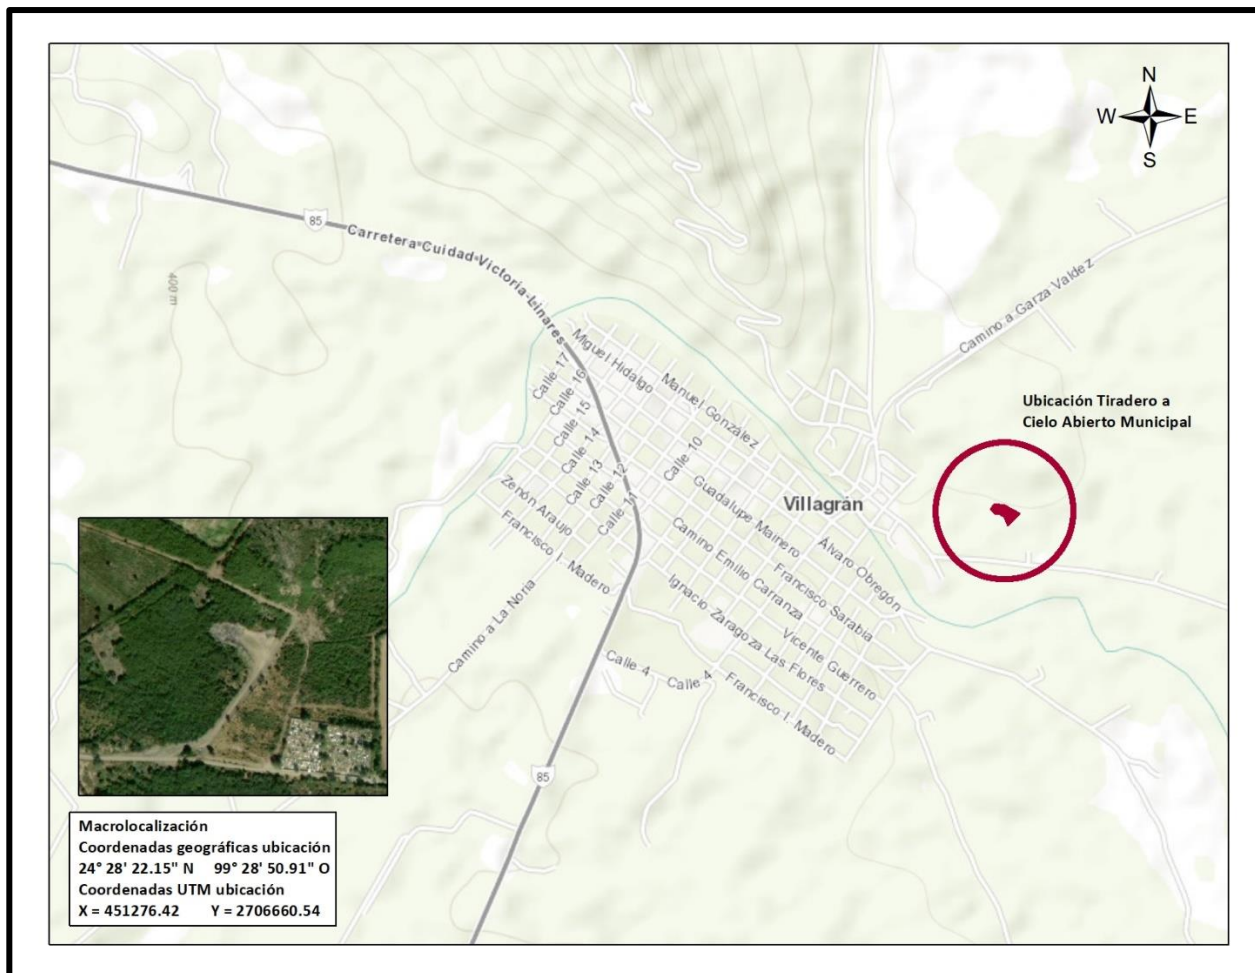 N
W E
S
85
Carretera Cuidad Victoria-Linares
400 m
Camino a Garza Valdez
Ubicación Tiradero a
Cielo Abierto Municipal
Miguel Hidalgo
Manuel González
Calle 17
Calle 16
Calle 15
Calle 14
Calle 13
Calle 12
Calle 11
Calle 10
Zenón Araujo
Francisco I. Madero
Guadalupe Mainero
Villagrán
Álvaro Obregón
Camino Emilio Carranza
Francisco Sarabia
Ignacio Zaragoza Las Flores
Vicente Guerrero
Camino a La Noria
Calle 4
Calle 4
Francisco I. Madero
85
Macrolocalización
Coordenadas geográficas ubicación
24° 28' 22.15" N 99° 28' 50.91" O
Coordenadas UTM ubicación
X = 451276.42 Y = 2706660.54